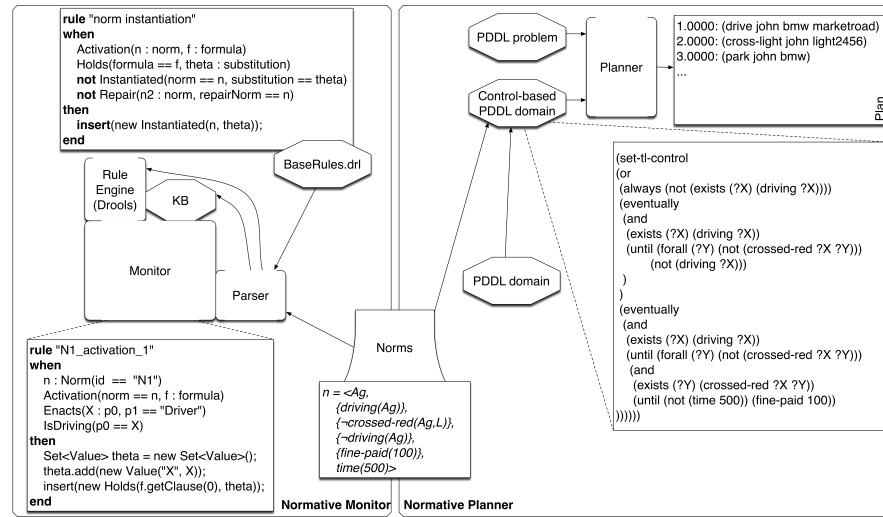 rule "norm instantiation"
when
Activation(n : norm, f : formula)
Holds(formula == f, theta : substitution)
not Instantiated(norm == n, substitution == theta)
not Repair(n2 : norm, repairNorm == n)
then
insert(new Instantiated(n, theta));
end
BaseRules.drl
Rule
Engine
(Drools)
KB
Monitor
Parser
rule "N1_activation_1"
when
n : Norm(id == "N1")
Activation(norm == n, f : formula)
Enacts(X : p0, p1 == "Driver")
IsDriving(p0 == X)
then
Set<Value> theta = new Set<Value>();
theta.add(new Value("X", X));
insert(new Holds(f.getClause(0), theta));
end
Normative Monitor
Norms
n = <Ag,
{driving(Ag)},
{¬crossed-red(Ag,L)},
{¬driving(Ag)},
{fine-paid(100)},
time(500)>
Normative Planner
PDDL problem
Control-based
PDDL domain
PDDL domain
Planner
1.0000: (drive john bmw marketroad)
2.0000: (cross-light john light2456)
3.0000: (park john bmw)
...
Plan
(set-tl-control
(or
(always (not (exists (?X) (driving ?X))))
(eventually
(and
(exists (?X) (driving ?X))
(until (forall (?Y) (not (crossed-red ?X ?Y)))
(not (driving ?X)))
)
)
(eventually
(and
(exists (?X) (driving ?X))
(until (forall (?Y) (not (crossed-red ?X ?Y)))
(and
(exists (?Y) (crossed-red ?X ?Y))
(until (not (time 500)) (fine-paid 100))
))))))